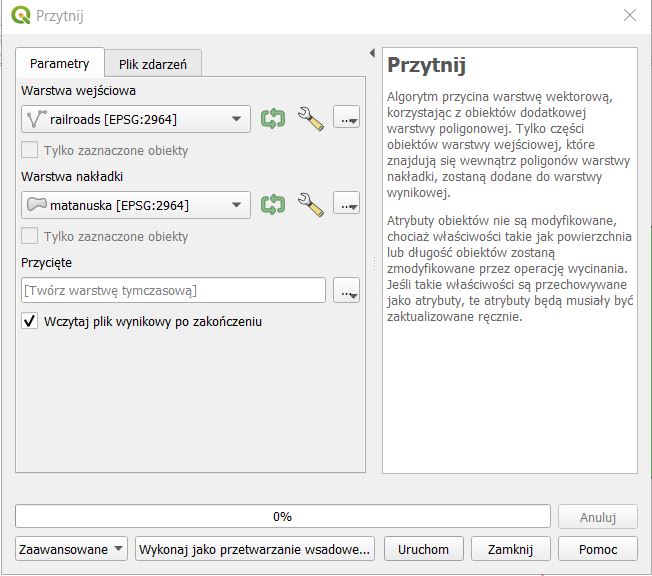 Przytnij
Parametry
Plik zdarzeń
Warstwa wejściowa
railroads [EPSG:2964]
...
Tylko zaznaczone obiekty
Warstwa nakładki
matanuska [EPSG:2964]
...
Tylko zaznaczone obiekty
Przycięte
[Twórz warstwę tymczasową]
...
Wczytaj plik wynikowy po zakończeniu
Przytnij
Algorytm przycina warstwę wektorową,
korzystając z obiektów dodatkowej
warstwy poligonowej. Tylko części
obiektów warstwy wejściowej, które
znajdują się wewnątrz poligonów warstwy
nakładki, zostaną dodane do warstwy
wynikowej.
Atrybuty obiektów nie są modyfikowane,
chociaż właściwości takie jak powierzchnia
lub długość obiektów zostaną
zmodyfikowane przez operację wycinania.
Jeśli takie właściwości są przechowywane
jako atrybuty, te atrybuty będą musiały być
zaktualizowane ręcznie.
0%
Anuluj
Zaawansowane
Wykonaj jako przetwarzanie wsadowe...
Uruchom
Zamknij
Pomoc